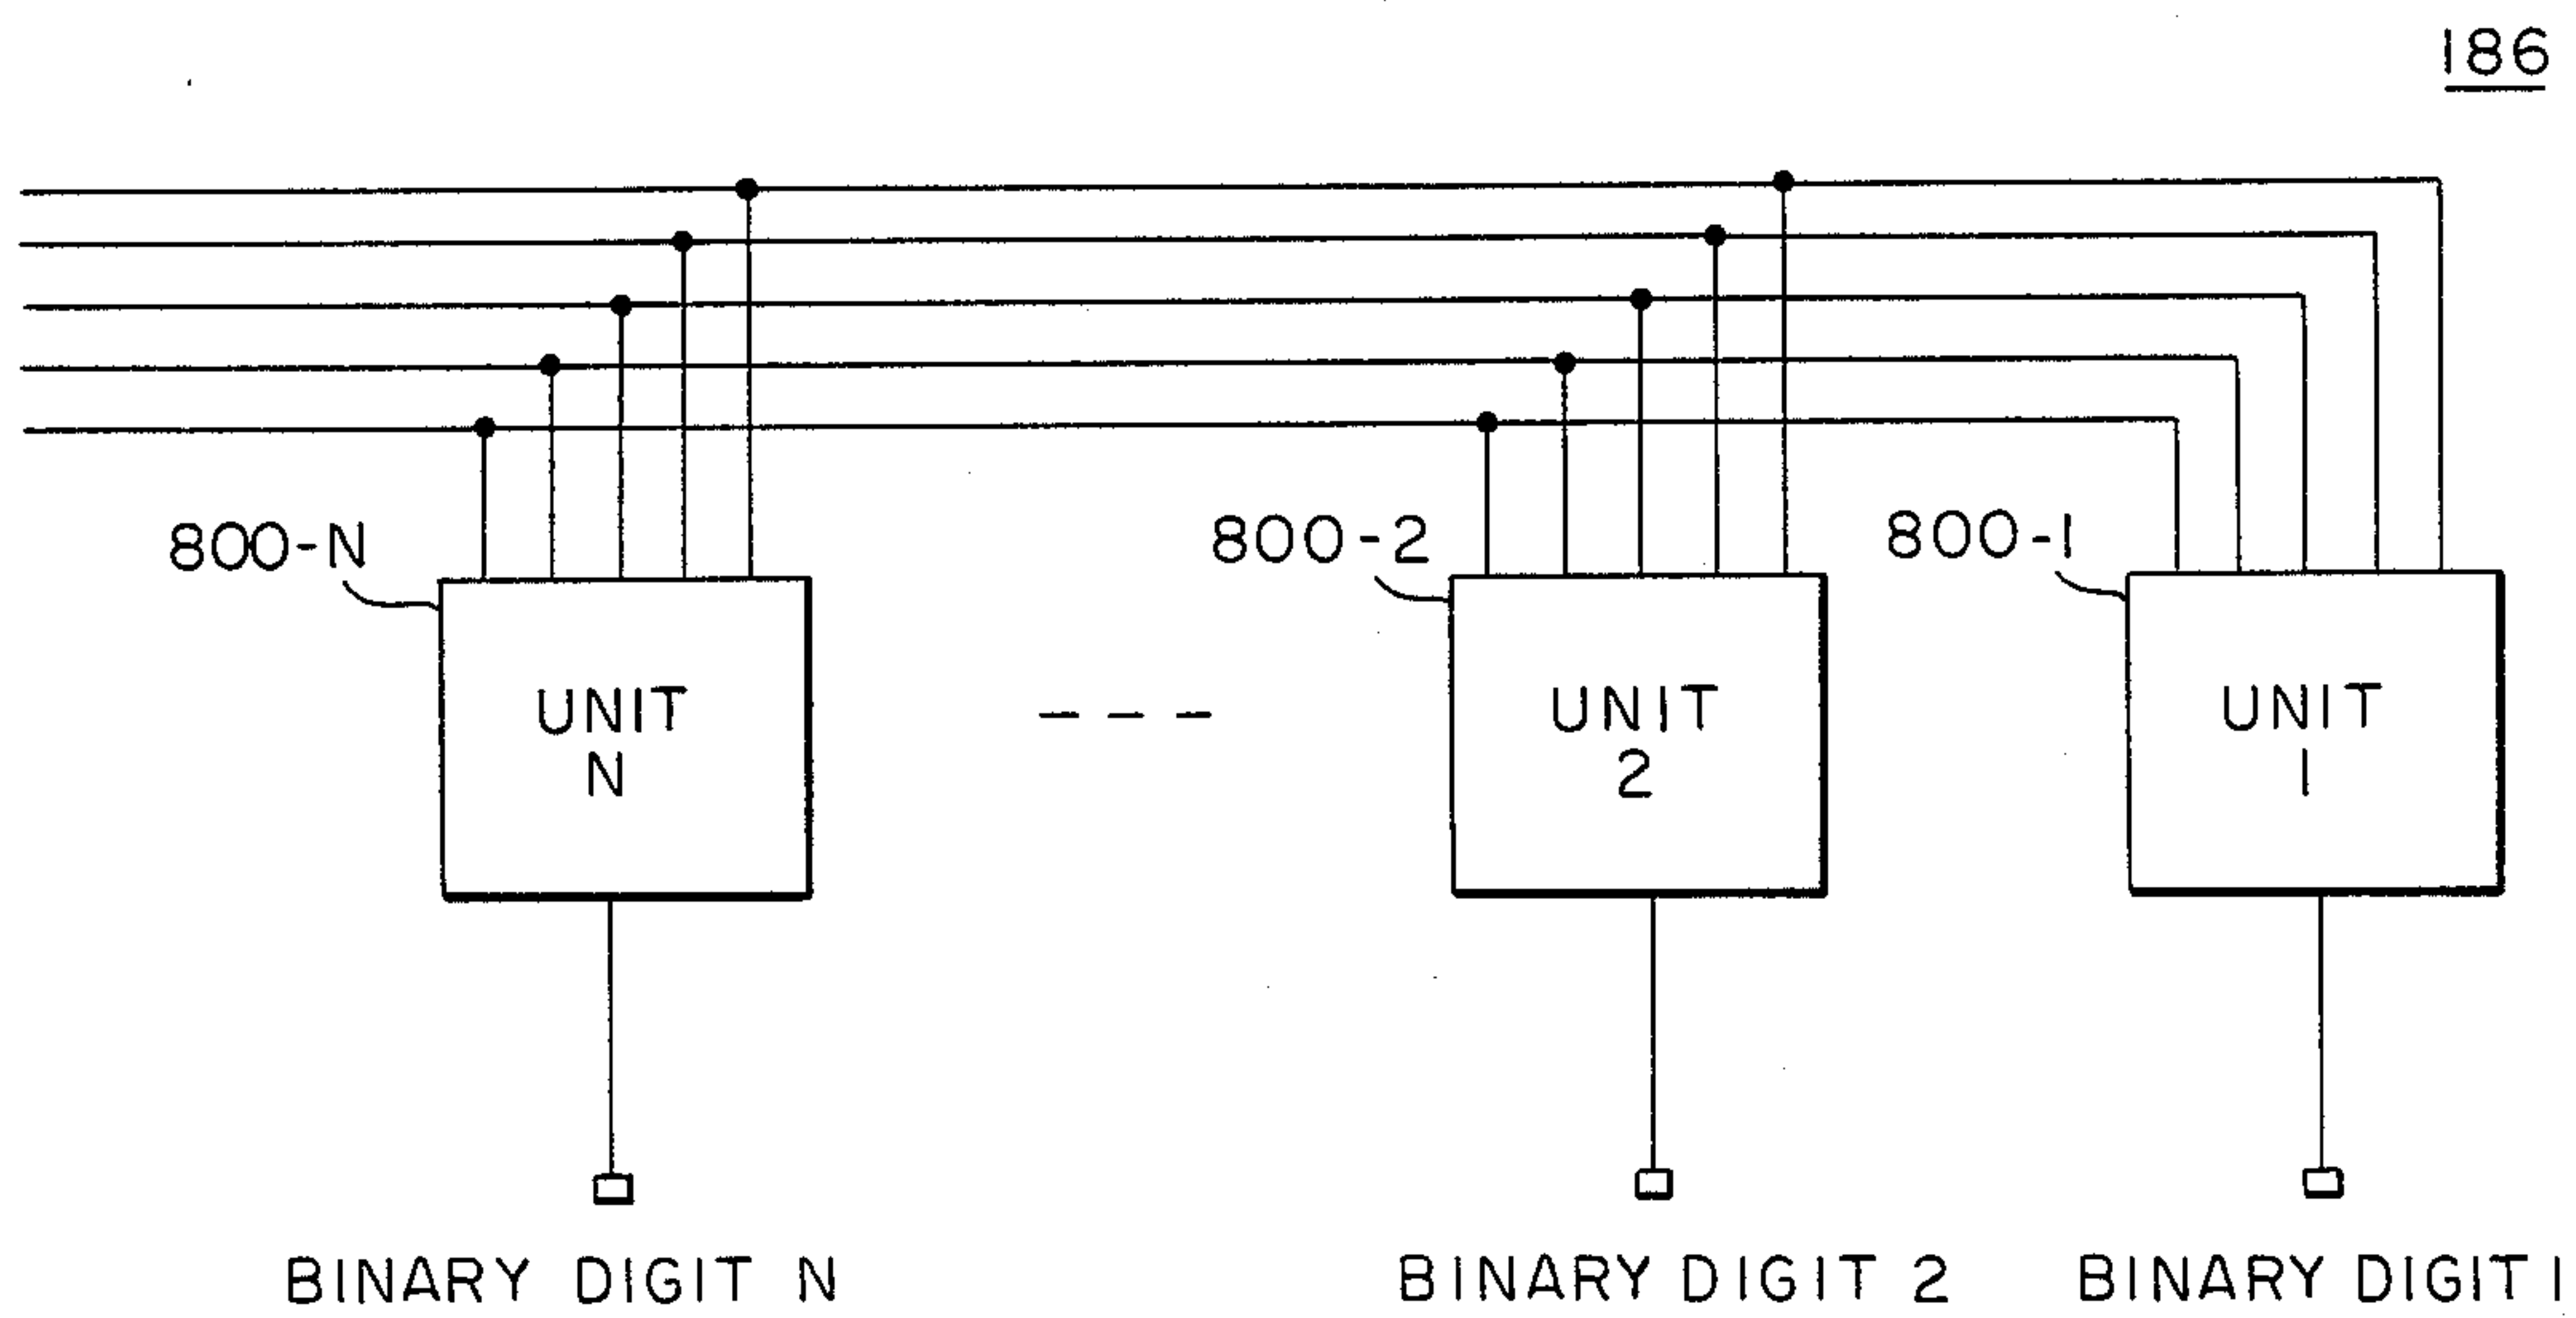 186
800-N
800-2
800-1
UNIT
N
UNIT
2
UNIT
1
BINARY DIGIT N
BINARY DIGIT 2
BINARY DIGIT 1